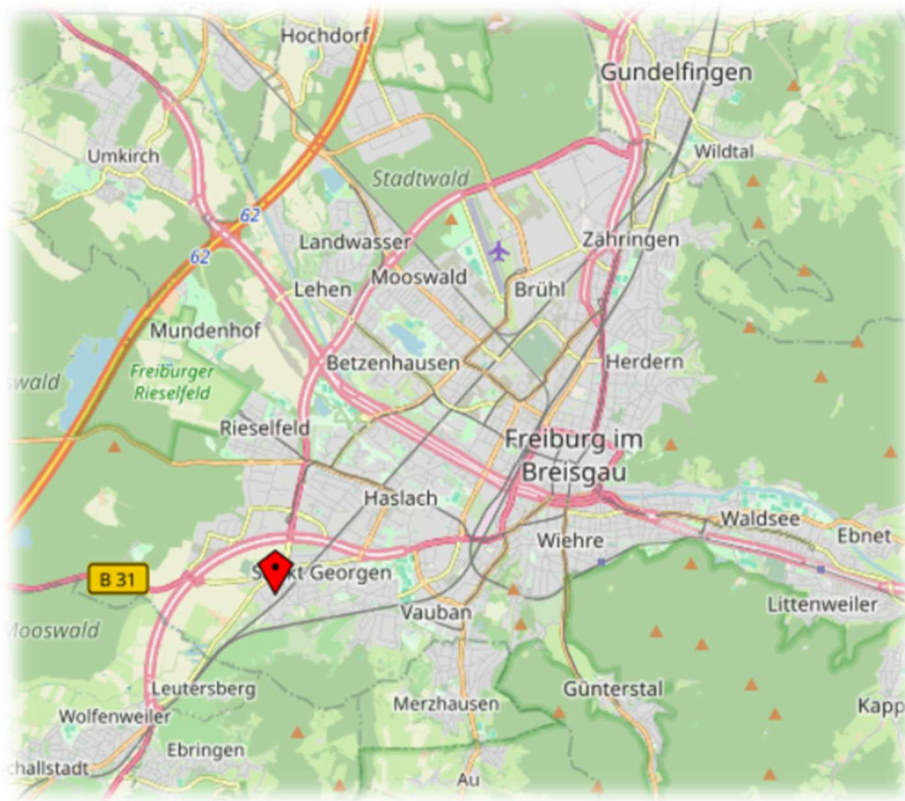 Hochdorf
Gundelfingen
Umkirch
Wildtal
Stadtwald
62
Landwasser
Zähringen
62
Mooswald
Lehen
Brühl
Mundenhof
Betzenhausen
Herdern
Freiburger
Rieselfeld
swald
Rieselfeld
Freiburg im
Breisgau
Haslach
Waldsee
Ebnet
Wiehre
B 31
Georgen
Littenweiler
Vauban
Mooswald
Leutersberg
Günterstal
Merzhausen
Kapp
Wolfenweiler
Ebringen
challstadt
Au